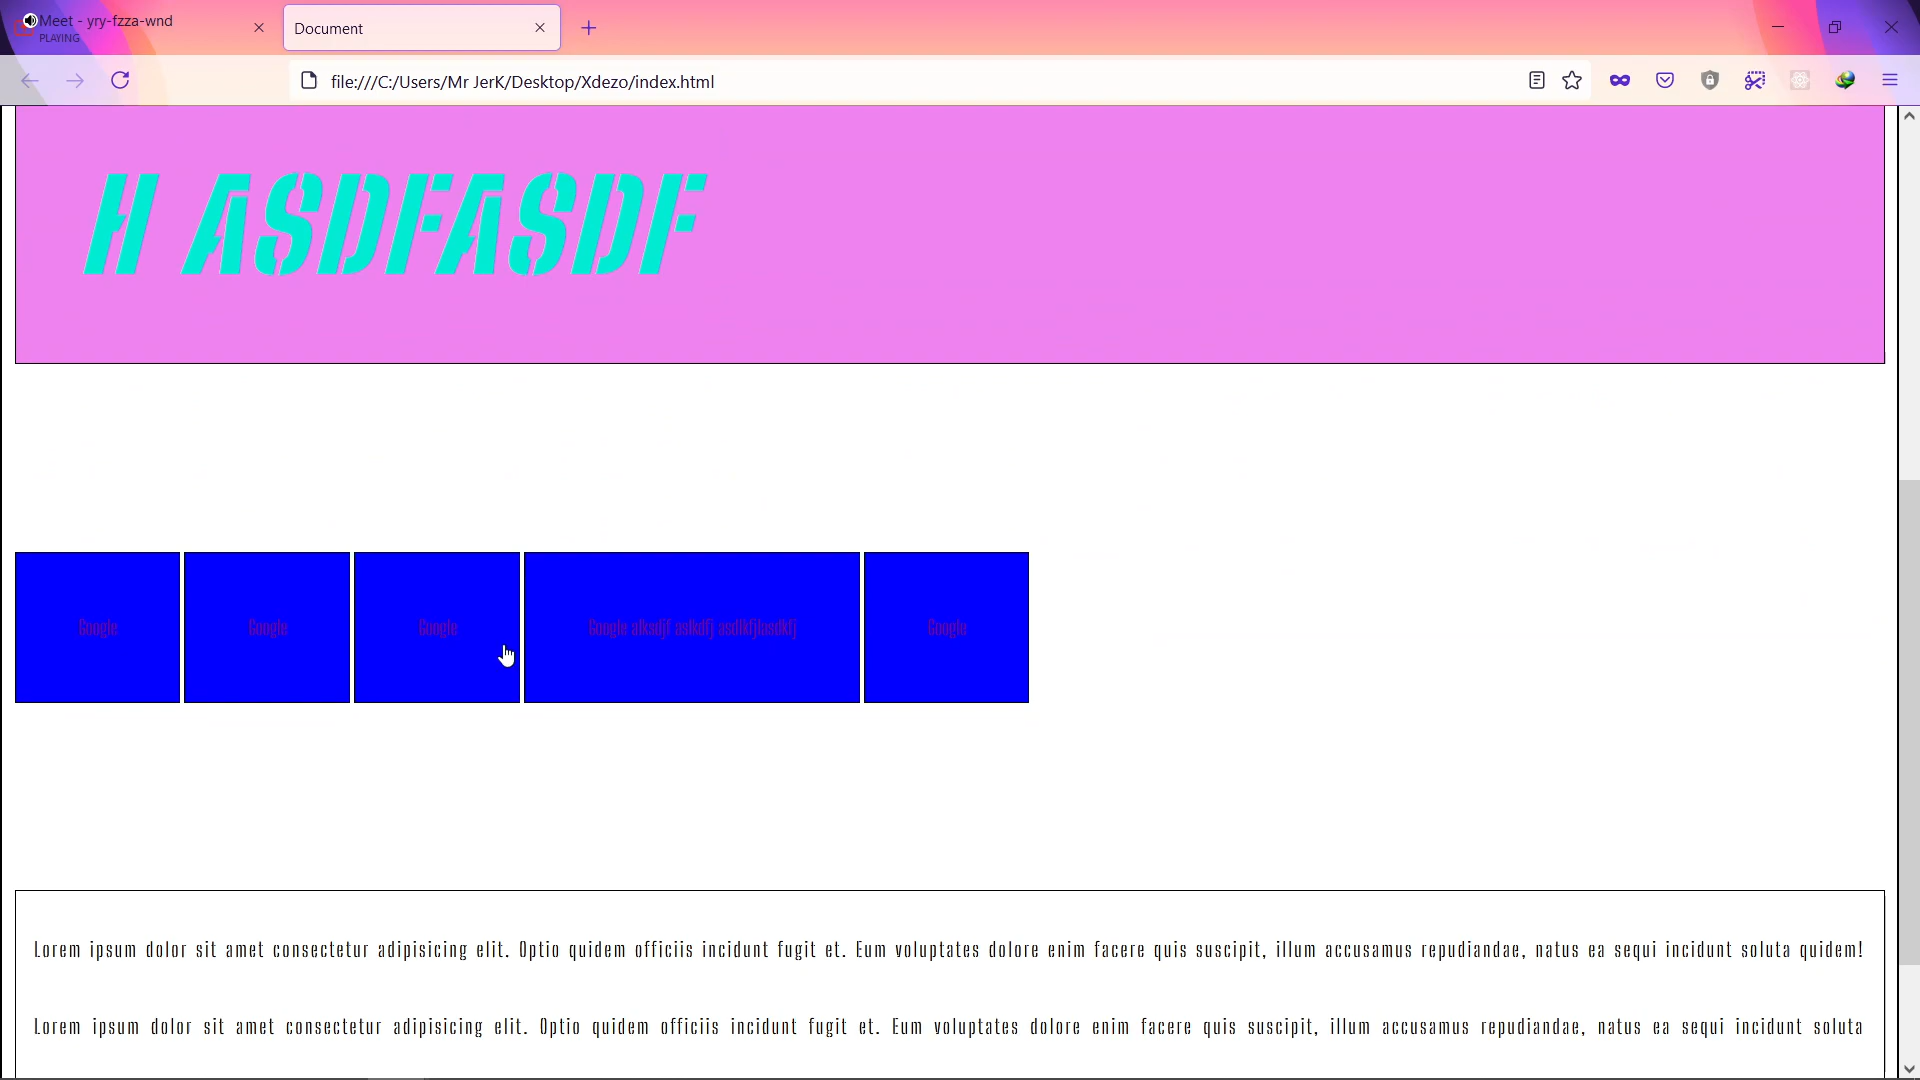 Meet - yry-fzza-wnd
PLAYING
Document
file:///C:/Users/Mr JerK/Desktop/Xdezo/index.html
H ASDFASDF
Google Google Google Google alksdjf aslkdfj asdlkfjlasdkfj Google
Lorem ipsum dolor sit amet consectetur adipisicing elit. Optio quidem officiis incidunt fugit et. Eum voluptates dolore enim facere quis suscipit, illum accusamus repudiandae, natus ea sequi incidunt soluta quidem!
Lorem ipsum dolor sit amet consectetur adipisicing elit. Optio quidem officiis incidunt fugit et. Eum voluptates dolore enim facere quis suscipit, illum accusamus repudiandae, natus ea sequi incidunt soluta